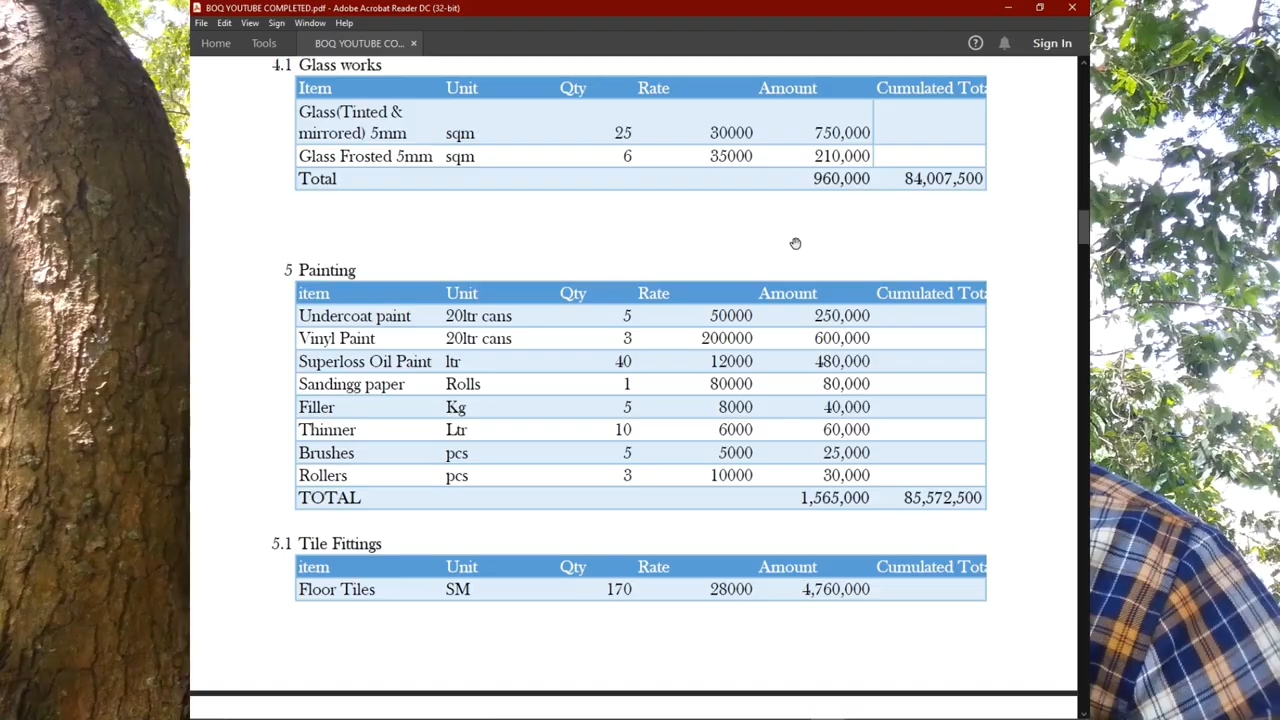 BOQ YOUTUBE COMPLETED.pdf - Adobe Acrobat Reader DC (32-bit)
File Edit View Sign Window Help
Home Tools BOQ YOUTUBE CO... × Sign In
4.1 Glass works
Item Unit Qty Rate Amount Cumulated Tota
Glass(Tinted &
mirrored) 5mm sqm 25 30000 750,000
Glass Frosted 5mm sqm 6 35000 210,000
Total 960,000 84,007,500
5 Painting
item Unit Qty Rate Amount Cumulated Tota
Undercoat paint 20ltr cans 5 50000 250,000
Vinyl Paint 20ltr cans 3 200000 600,000
Superloss Oil Paint ltr 40 12000 480,000
Sandingg paper Rolls 1 80000 80,000
Filler Kg 5 8000 40,000
Thinner Ltr 10 6000 60,000
Brushes pcs 5 5000 25,000
Rollers pcs 3 10000 30,000
TOTAL 1,565,000 85,572,500
5.1 Tile Fittings
item Unit Qty Rate Amount Cumulated Tota
Floor Tiles SM 170 28000 4,760,000